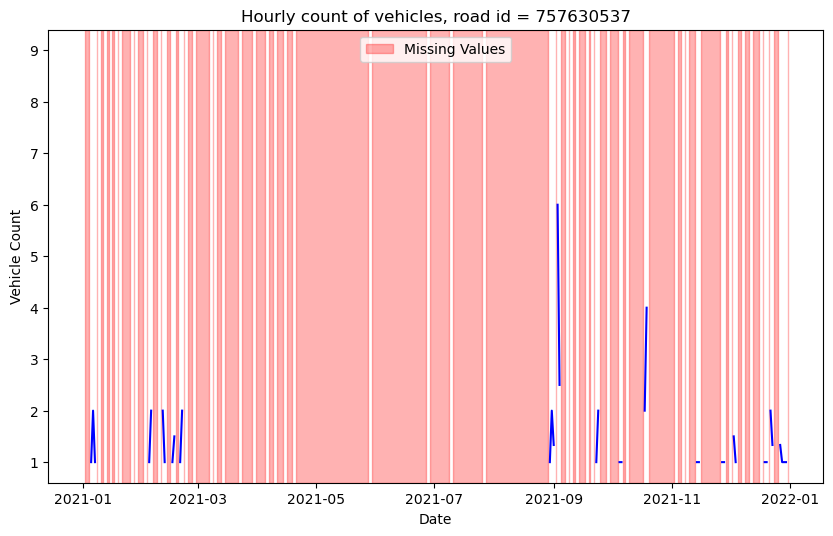 Hourly count of vehicles, road id = 757630537
Missing Values
Vehicle Count
9
8
7
6
5
4
3
2
1
2021-01 2021-03 2021-05 2021-07 2021-09 2021-11 2022-01
Date